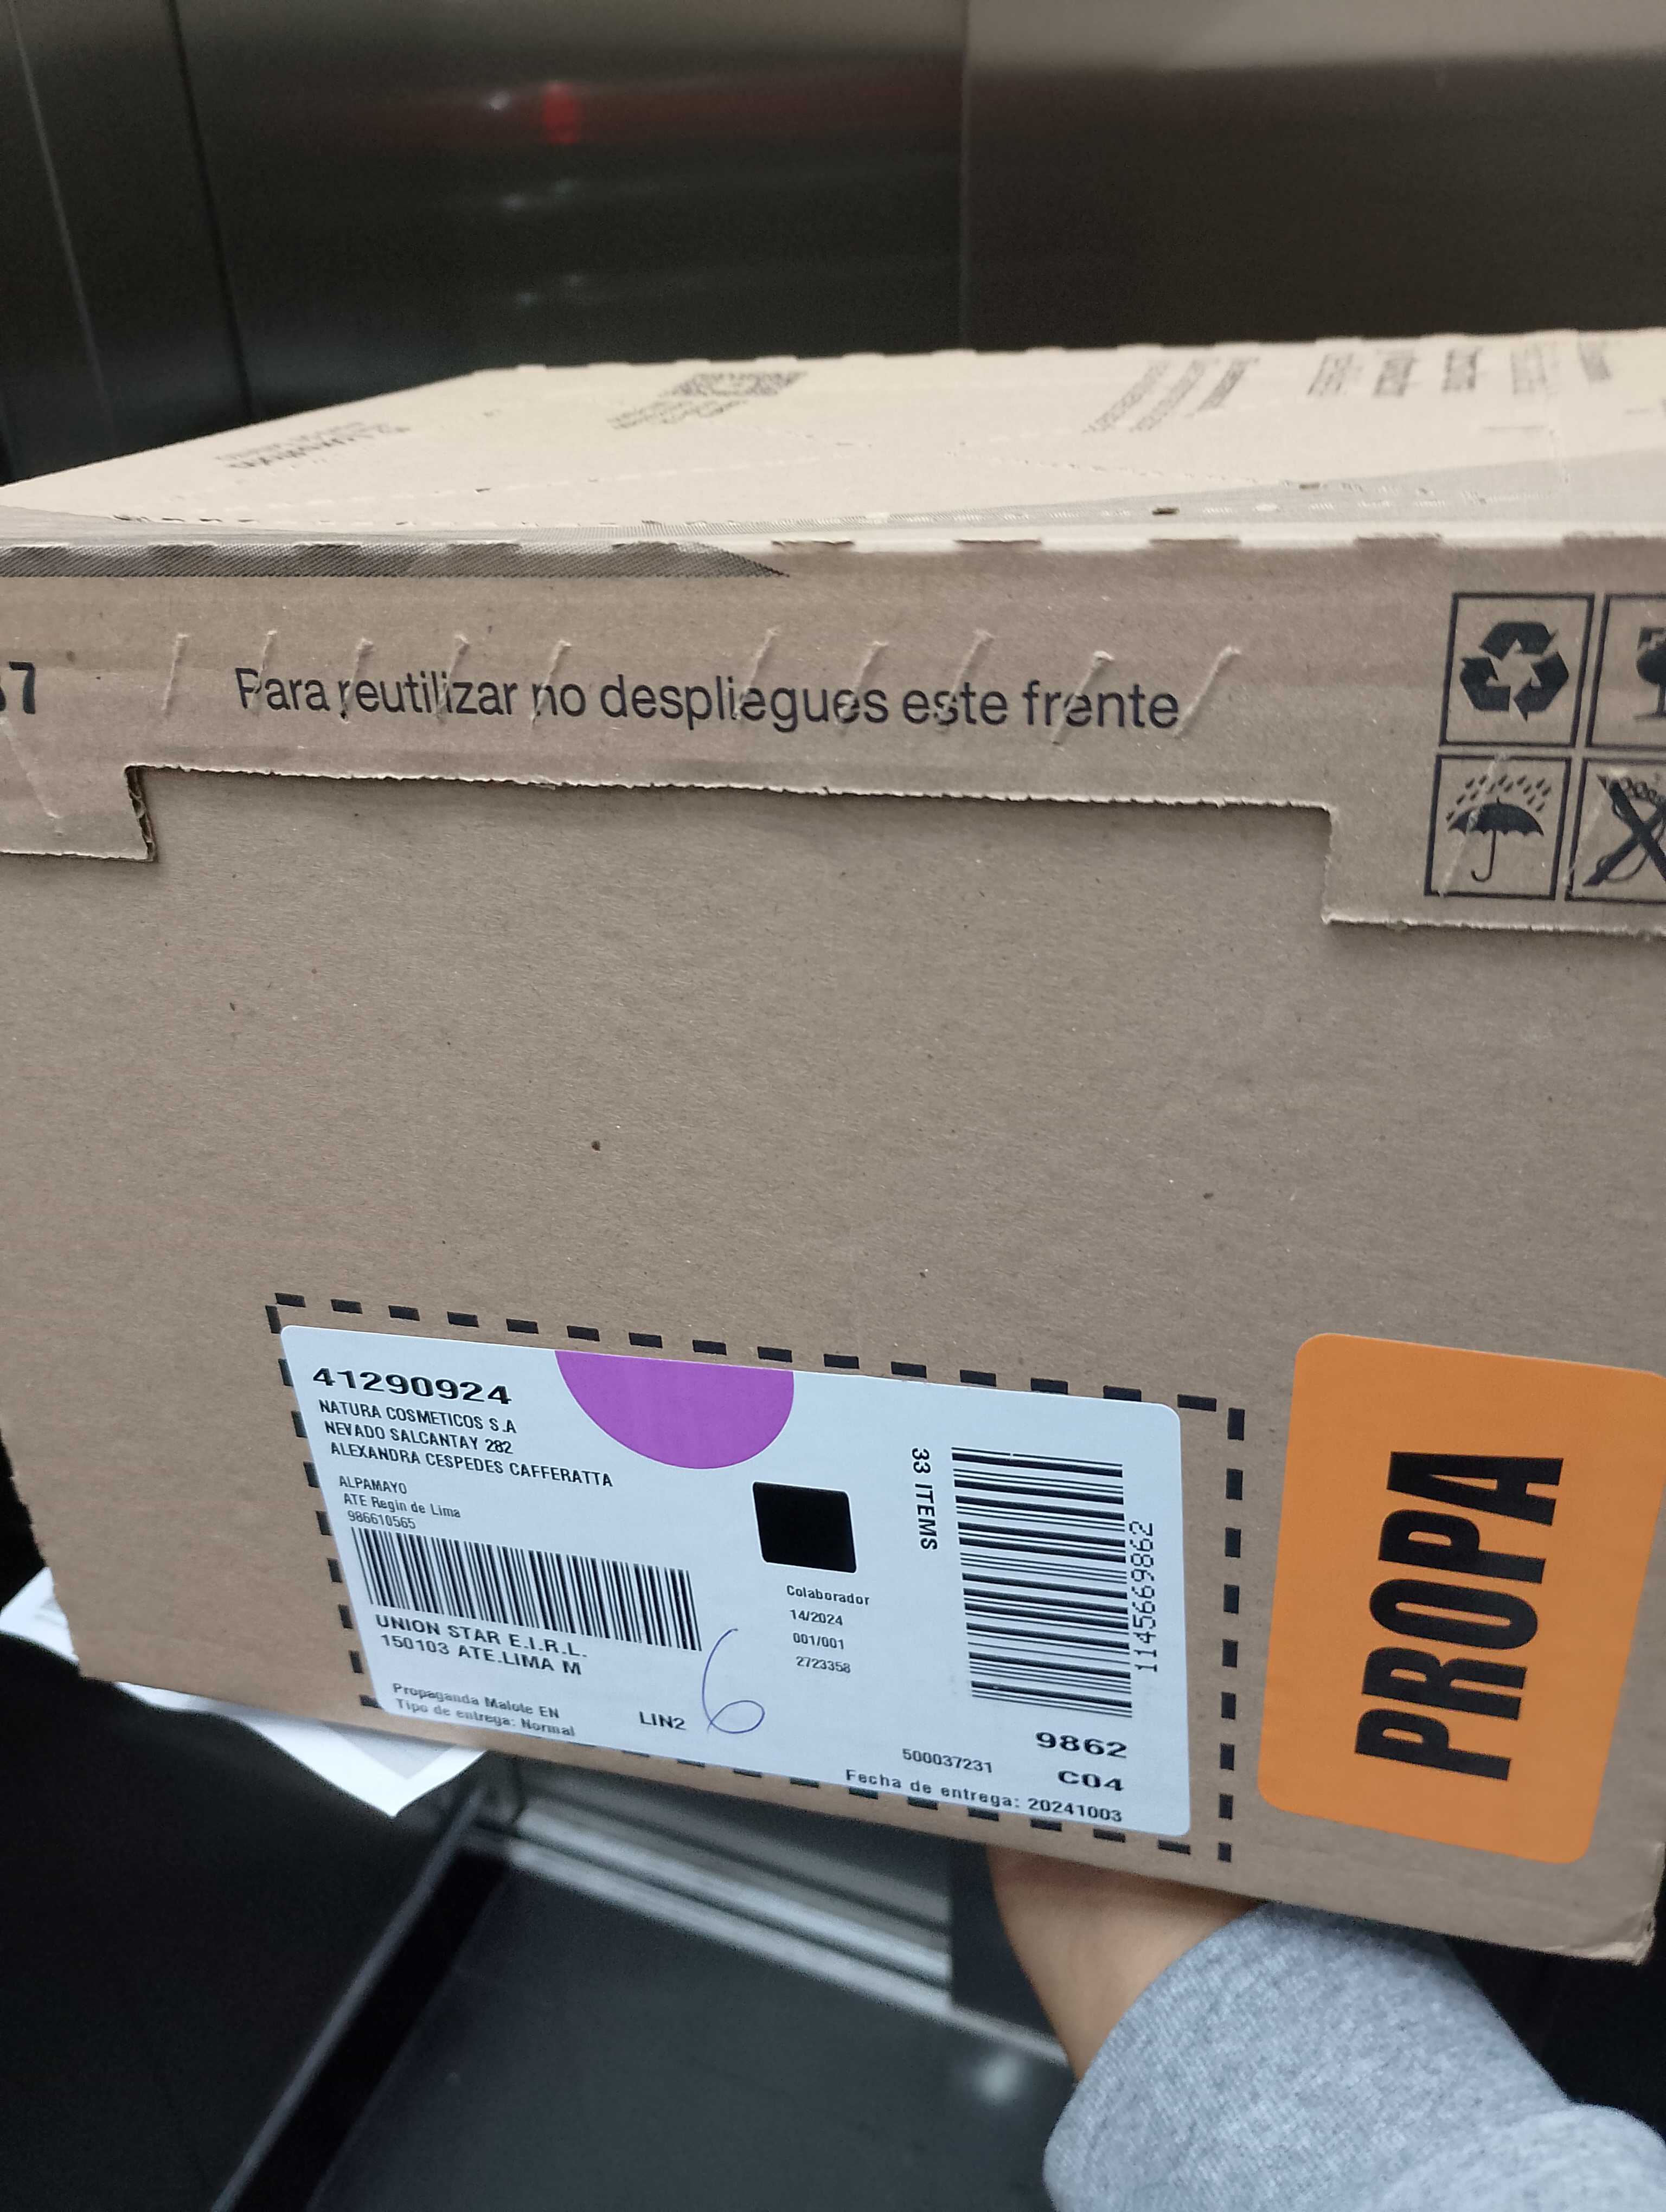 Para reutilizar no despliegues este frente
41290924
NATURA COSMETICOS S.A
NEVADO SALCANTAY 282
ALEXANDRA CESPEDES CAFFERATTA
ALPAMAYO
ATE Regin de Lima
986610565
UNION STAR E.I.R.L.
150103 ATE.LIMA M
Propaganda Malote EN
Tipo de entrega: Normal
LIN2
6
Colaborador
14/2024
001/001
2723358
33 ITEMS
1145669862
9862
500037231
C04
Fecha de entrega: 20241003
PROPA